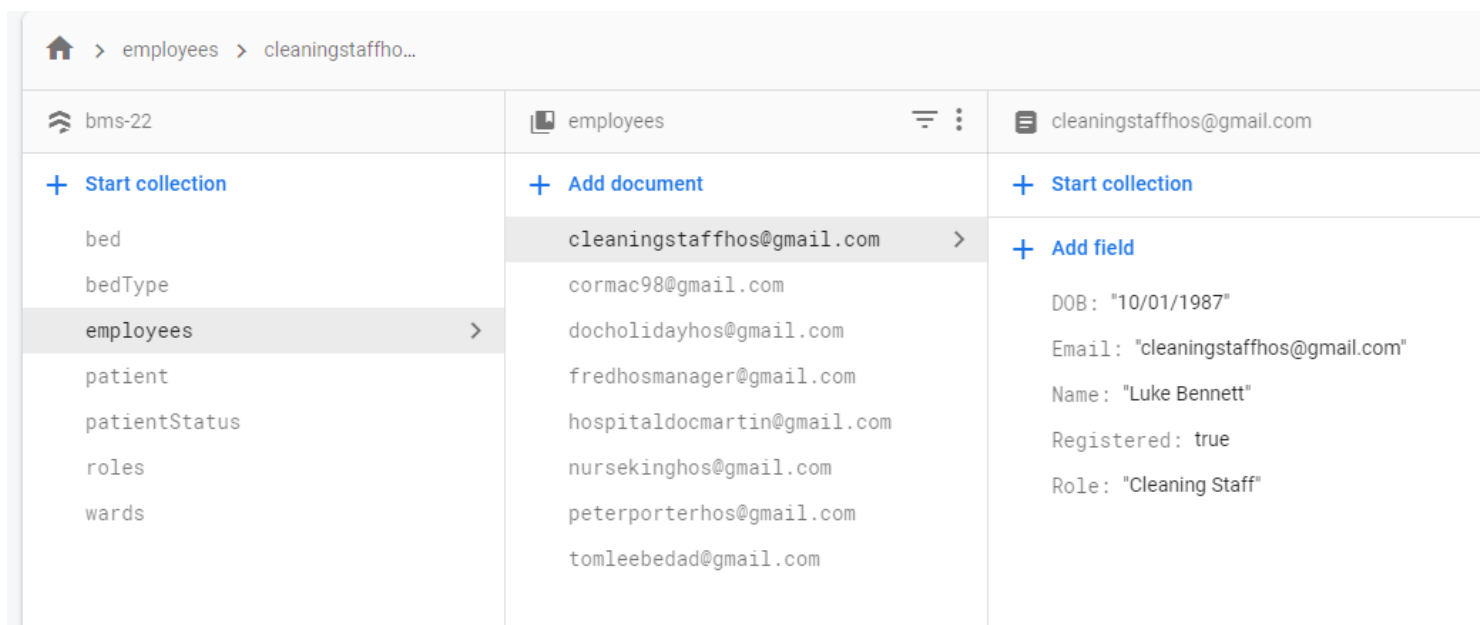 employees > cleaningstaffho...
bms-22
+ Start collection
bed
bedType
employees
patient
patientStatus
roles
wards
employees
+ Add document
cleaningstaffhos@gmail.com
cormac98@gmail.com
docholidayhos@gmail.com
fredhosmanager@gmail.com
hospitaldocmartin@gmail.com
nursekinghos@gmail.com
peterporterhos@gmail.com
tomleebedad@gmail.com
cleaningstaffhos@gmail.com
+ Start collection
+ Add field
DOB: "10/01/1987"
Email: "cleaningstaffhos@gmail.com"
Name: "Luke Bennett"
Registered: true
Role: "Cleaning Staff"